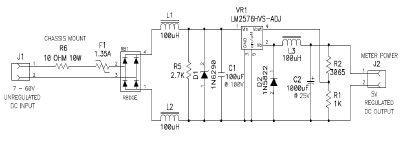 VR1
LM2576HVS-ADJ
L1
100uH
CHASSIS MOUNT
R6
10 OHM 10W
F1
1.35A
RB1
J1
7 - 60V
UNREGULATED
DC INPUT
RBIDGE
R5
2.7K
D1
1N6290
C1
100uF
@ 100V
D2
1N5822
L3
100uH
C2
1000uF
@ 25V
METER POWER
R2
3065
R1
1K
J2
5V
REGULATED
DC OUTPUT
L2
100uH